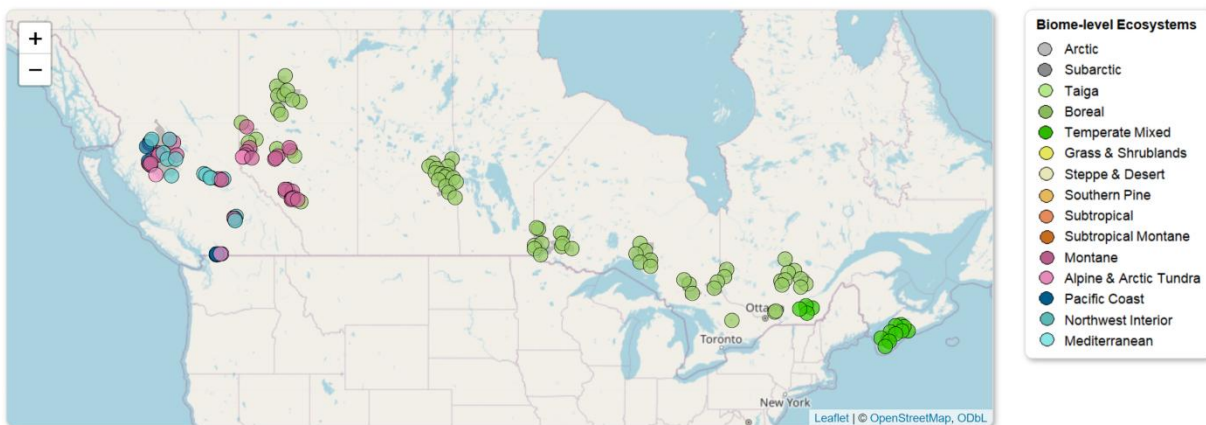 +
−
Ottawa
Toronto
New York
Leaflet | © OpenStreetMap, ODbL
Biome-level Ecosystems
Arctic
Subarctic
Taiga
Boreal
Temperate Mixed
Grass & Shrublands
Steppe & Desert
Southern Pine
Subtropical
Subtropical Montane
Montane
Alpine & Arctic Tundra
Pacific Coast
Northwest Interior
Mediterranean